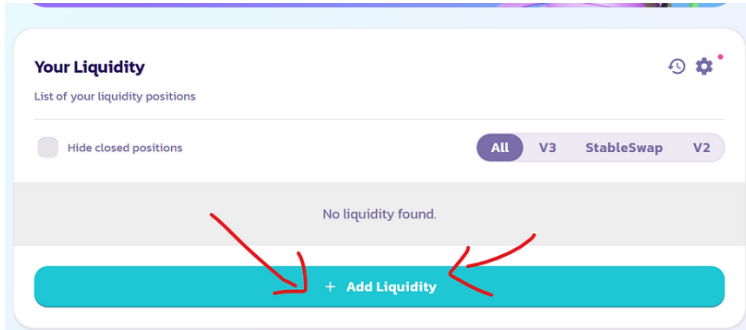 Your Liquidity
List of your liquidity positions
Hide closed positions
All V3 StableSwap V2
No liquidity found.
+ Add Liquidity